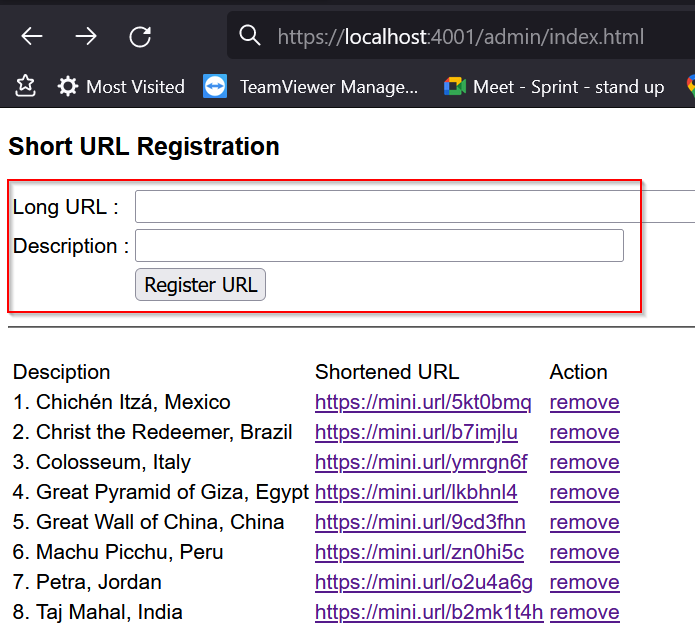 https://localhost:4001/admin/index.html
Most Visited TeamViewer Manage... Meet - Sprint - stand up
Short URL Registration
Long URL :
Description :
Register URL
Desciption Shortened URL Action
1. Chichén Itzá, Mexico https://mini.url/5kt0bmq remove
2. Christ the Redeemer, Brazil https://mini.url/b7imjlu remove
3. Colosseum, Italy https://mini.url/ymrgn6f remove
4. Great Pyramid of Giza, Egypt https://mini.url/lkbhnl4 remove
5. Great Wall of China, China https://mini.url/9cd3fhn remove
6. Machu Picchu, Peru https://mini.url/zn0hi5c remove
7. Petra, Jordan https://mini.url/o2u4a6g remove
8. Taj Mahal, India https://mini.url/b2mk1t4h remove